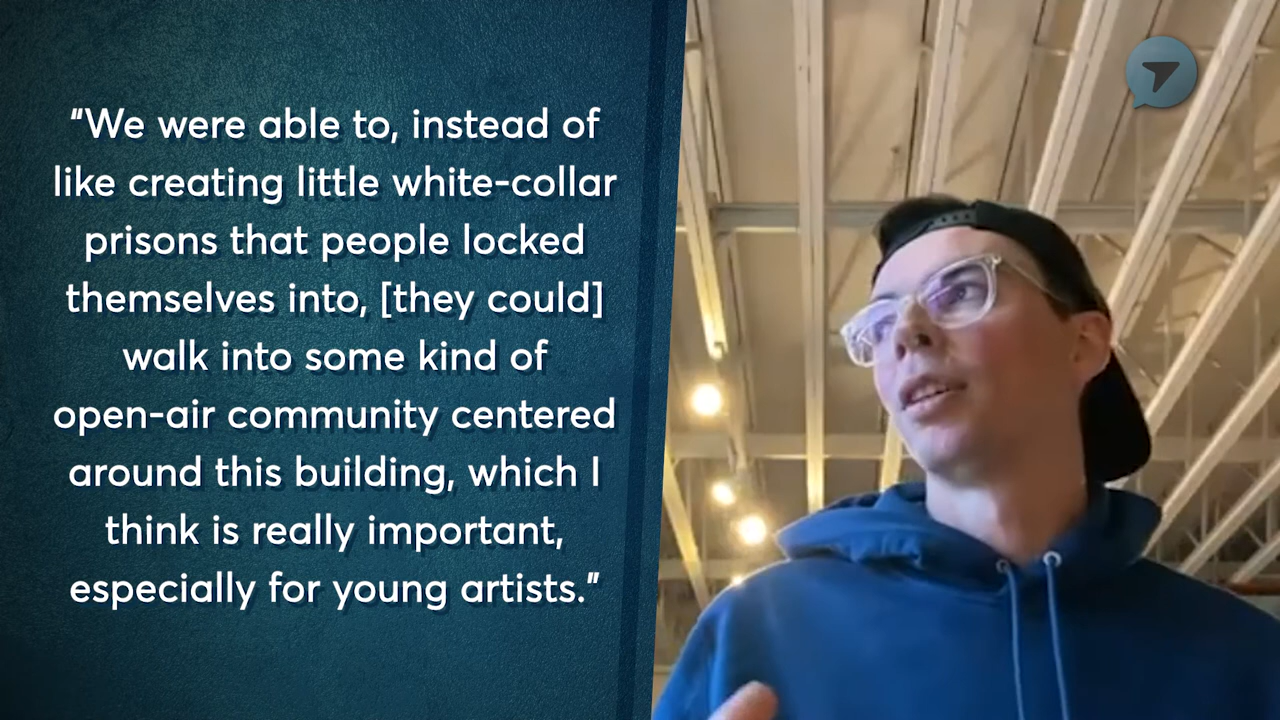 “We were able to, instead of
like creating little white-collar
prisons that people locked
themselves into, [they could]
walk into some kind of
open-air community centered
around this building, which I
think is really important,
especially for young artists.”